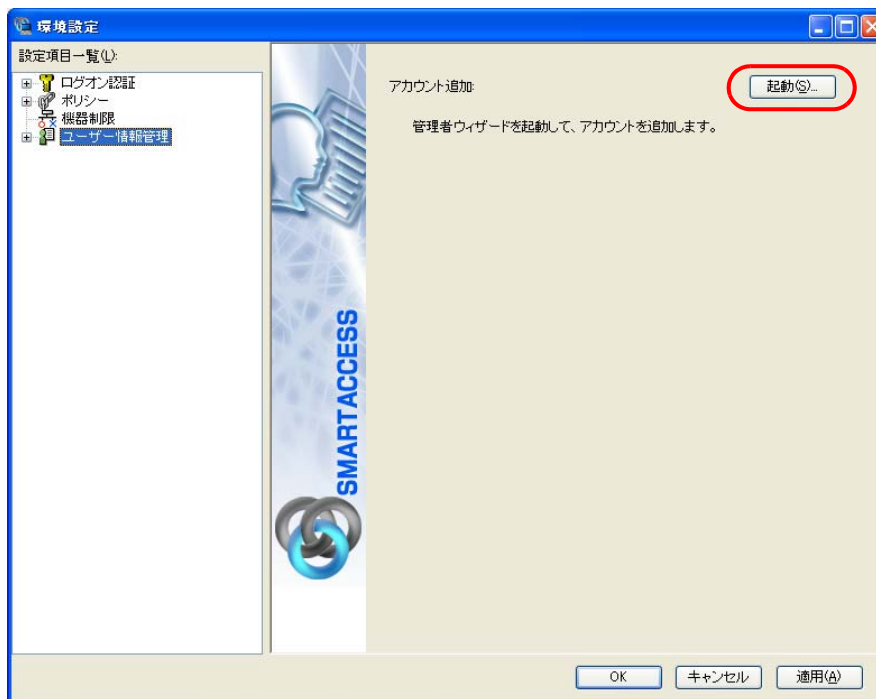 環境設定
設定項目一覧(L):
ログオン認証
ポリシー
機器制限
ユーザー情報管理
SMARTACCESS
アカウント追加:
起動(S)...
管理者ウィザードを起動して、アカウントを追加します。
OK
キャンセル
適用(A)